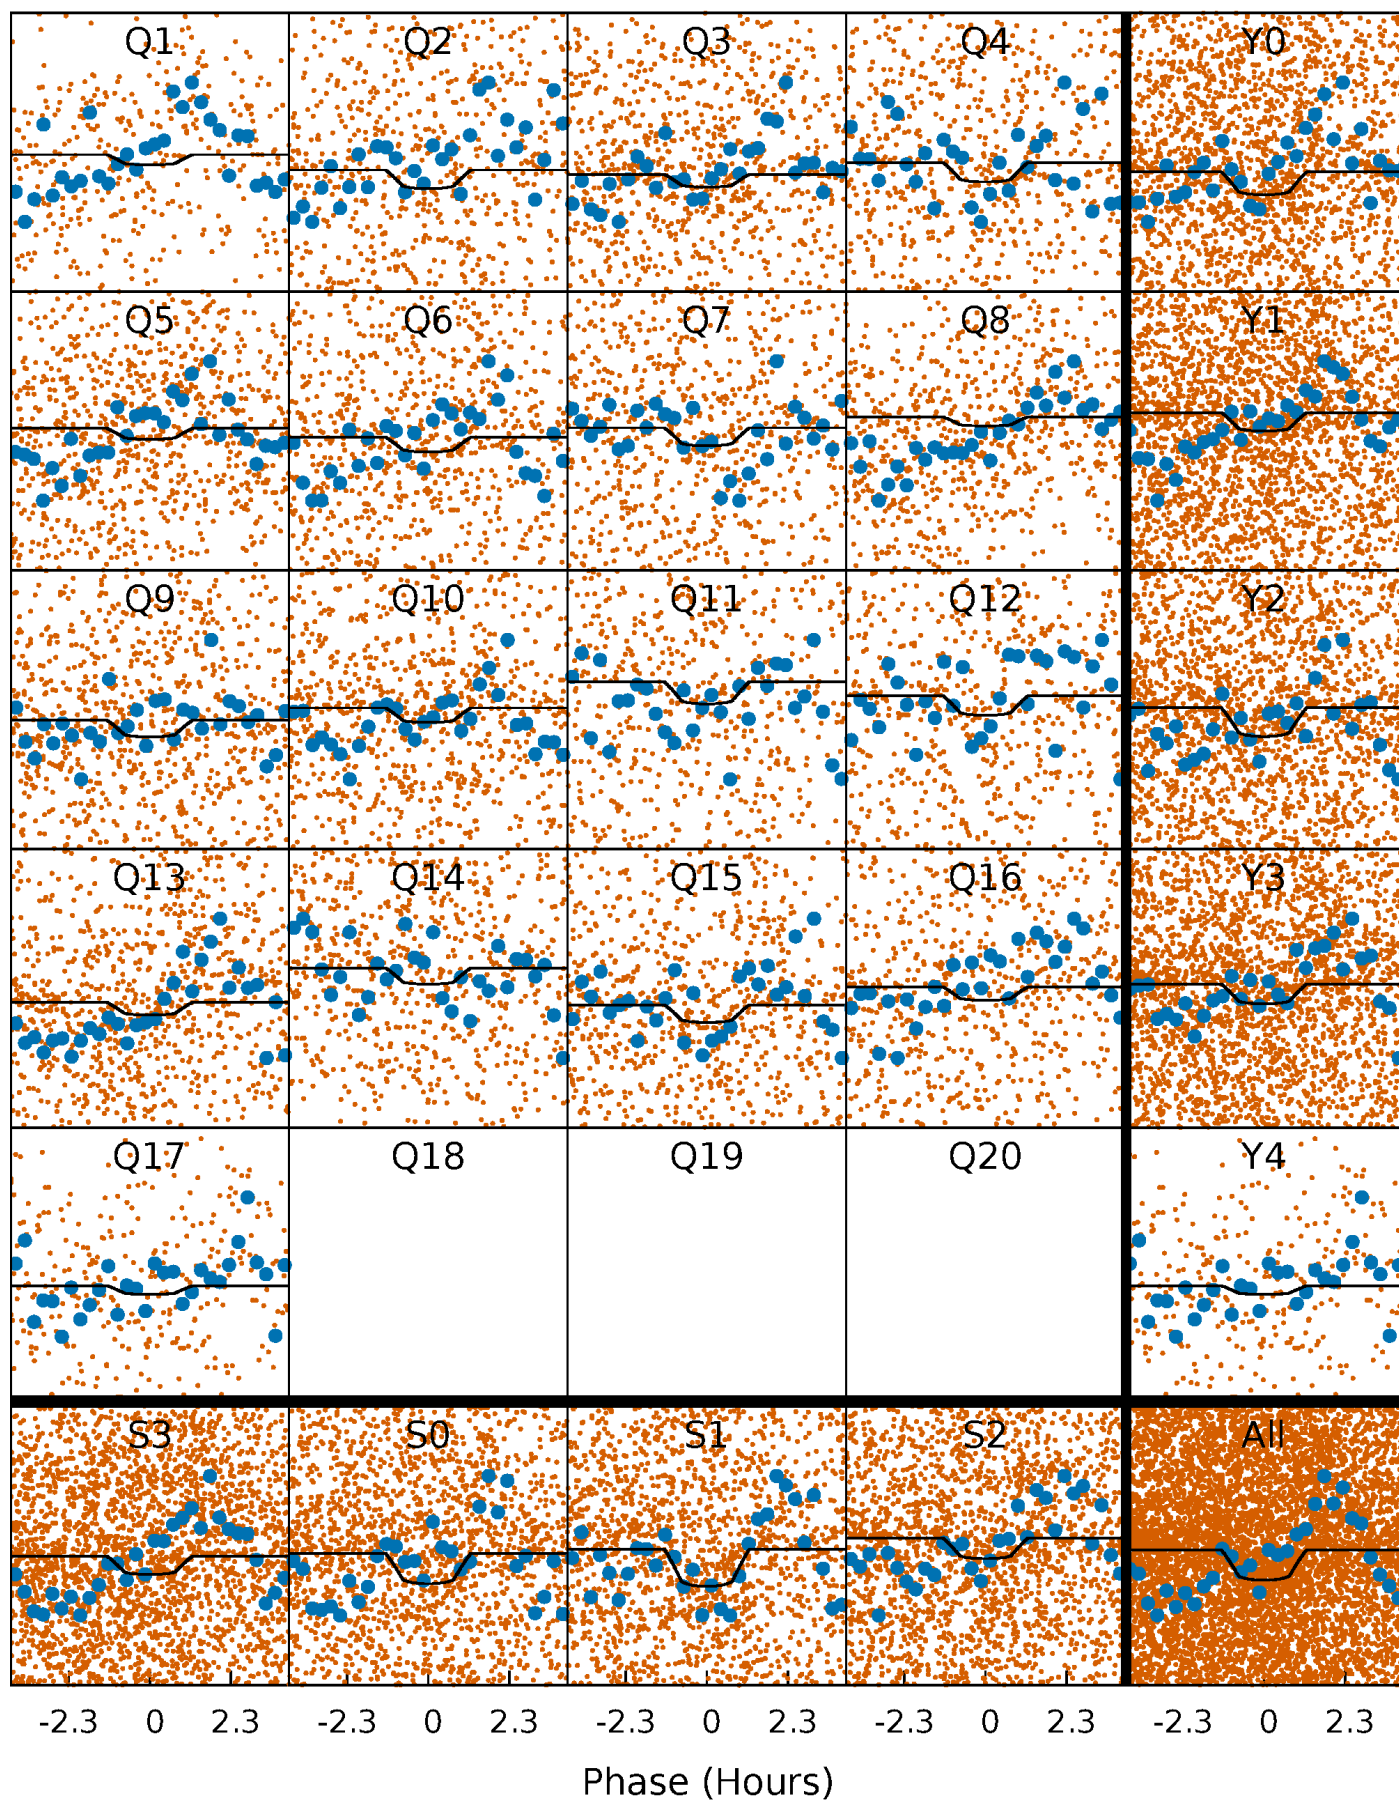 Q1 Q2 Q3 Q4 Y0
Q5 Q6 Q7 Q8 Y1
Q9 Q10 Q11 Q12 Y2
Q13 Q14 Q15 Q16 Y3
Q17 Q18 Q19 Q20 Y4
S3 S0 S1 S2 All
-2.3 0 2.3 -2.3 0 2.3 -2.3 0 2.3 -2.3 0 2.3 -2.3 0 2.3
Phase (Hours)